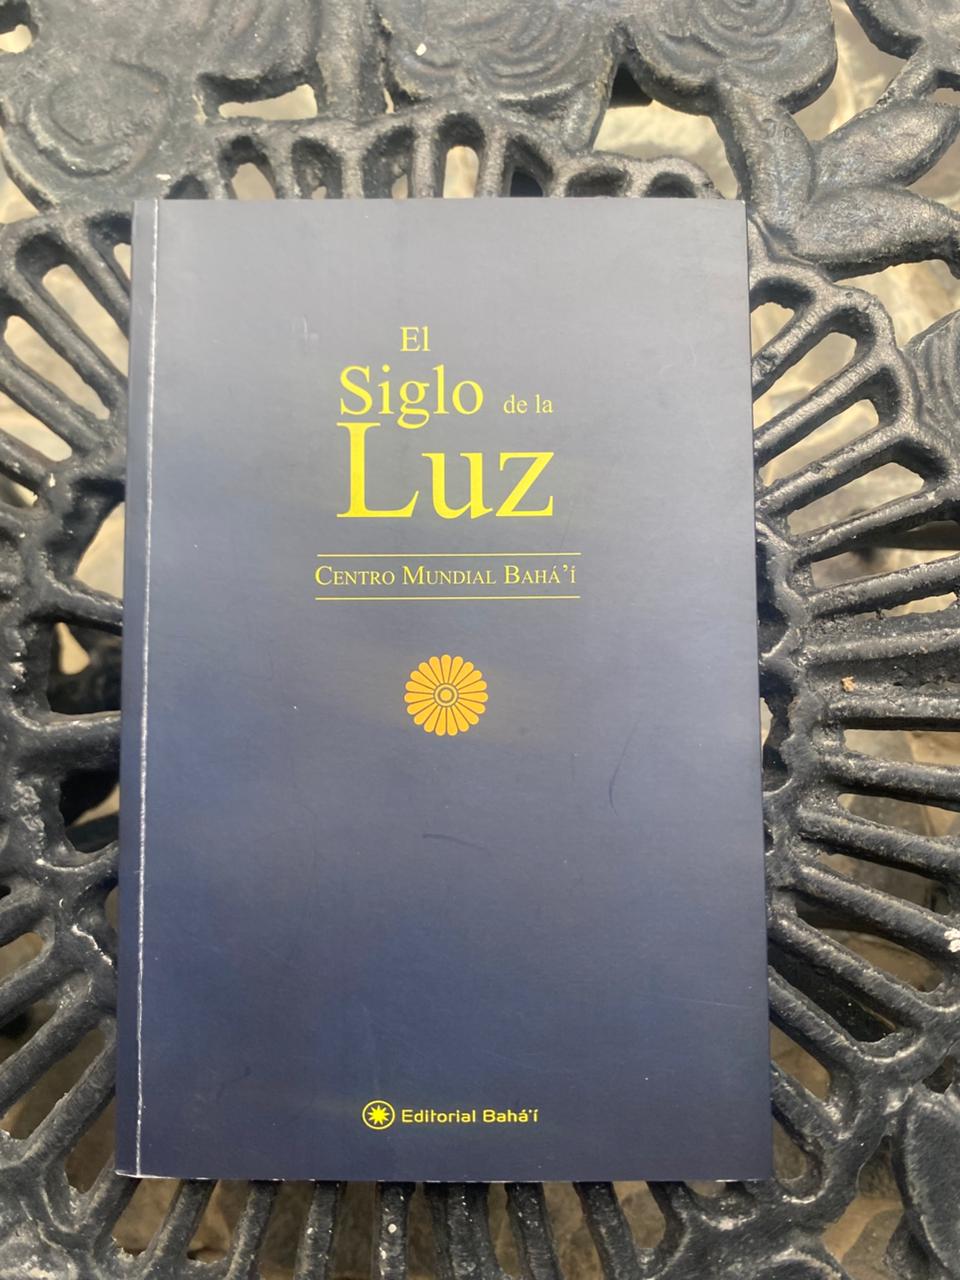 El
Siglo de la
Luz
CENTRO MUNDIAL BAHÁ’Í
Editorial Bahá'í